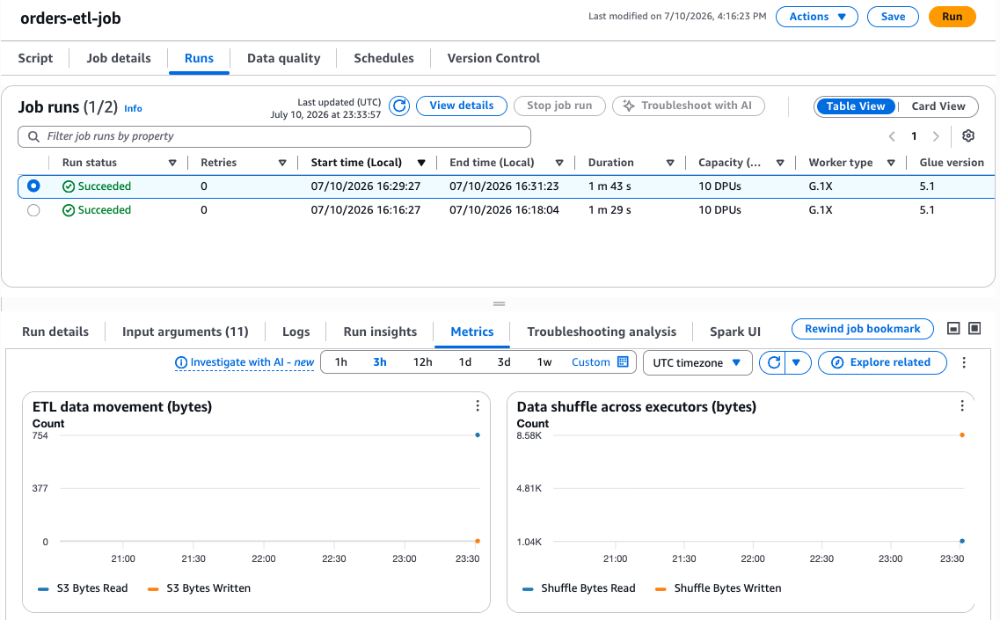 orders-etl-job
Last modified on 7/10/2026, 4:16:23 PM
Actions
Save
Run
Script
Job details
Runs
Data quality
Schedules
Version Control
Job runs (1/2) Info
Last updated (UTC)
July 10, 2026 at 23:33:57
View details
Stop job run
Troubleshoot with AI
Table View
Card View
Filter job runs by property
1
Run status Retries Start time (Local) End time (Local) Duration Capacity (... Worker type Glue version
Succeeded 0 07/10/2026 16:29:27 07/10/2026 16:31:23 1 m 43 s 10 DPUs G.1X 5.1
Succeeded 0 07/10/2026 16:16:27 07/10/2026 16:18:04 1 m 29 s 10 DPUs G.1X 5.1
Run details
Input arguments (11)
Logs
Run insights
Metrics
Troubleshooting analysis
Spark UI
Rewind job bookmark
Investigate with AI - new
1h 3h 12h 1d 3d 1w Custom
UTC timezone
Explore related
ETL data movement (bytes)
Count
754
377
0
21:00 21:30 22:00 22:30 23:00 23:30
S3 Bytes Read S3 Bytes Written
Data shuffle across executors (bytes)
Count
8.58K
4.81K
1.04K
21:00 21:30 22:00 22:30 23:00 23:30
Shuffle Bytes Read Shuffle Bytes Written